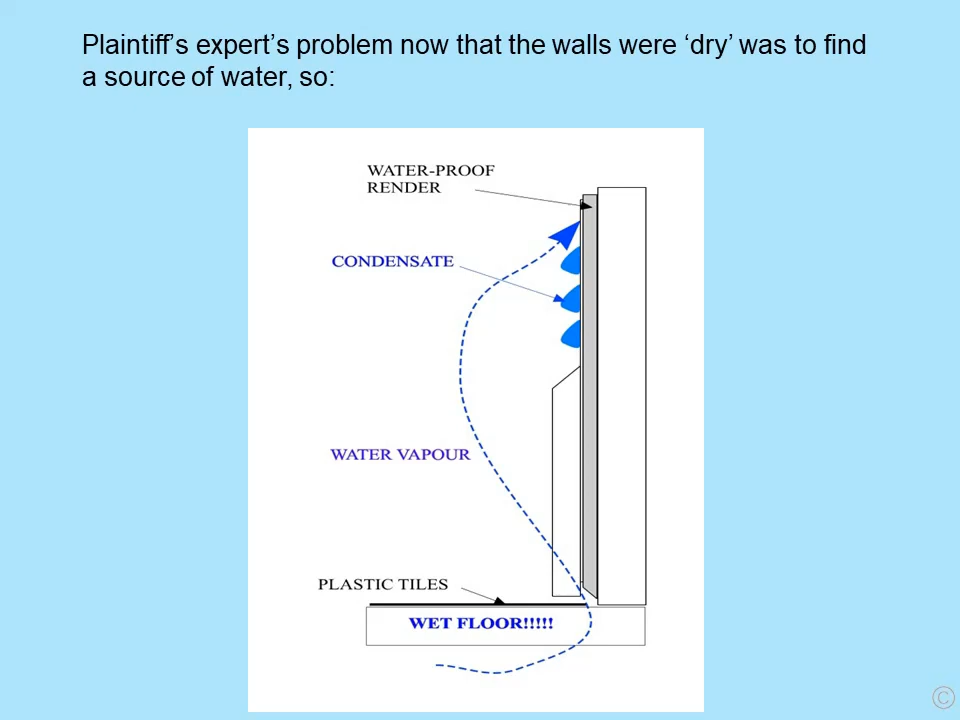 Plaintiff’s expert’s problem now that the walls were ‘dry’ was to find
a source of water, so:
WATER-PROOF
RENDER
CONDENSATE
WATER VAPOUR
PLASTIC TILES
WET FLOOR!!!!!
©